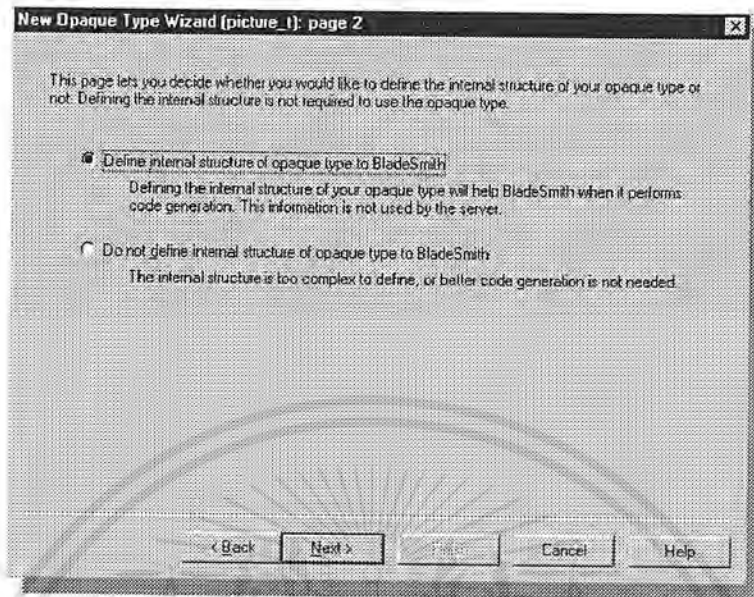 New Opaque Type Wizard (picture_t): page 2
This page lets you decide whether you would like to define the internal structure of your opaque type or
not. Defining the internal structure is not required to use the opaque type.
Define internal structure of opaque type to BladeSmith
Defining the internal structure of your opaque type will help BladeSmith when it performs
code generation. This information is not used by the server.
Do not define internal structure of opaque type to BladeSmith
The internal structure is too complex to define, or better code generation is not needed.
< Back Next > Finish Cancel Help